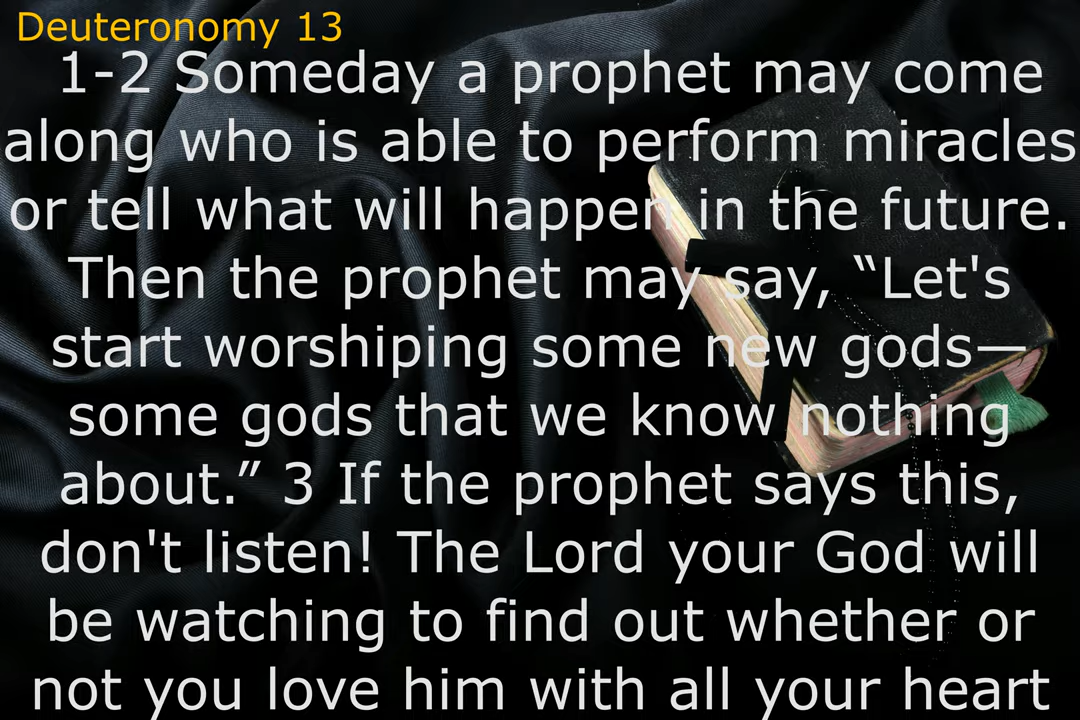 Deuteronomy 13
1-2 Someday a prophet may come
along who is able to perform miracles
or tell what will happen in the future.
Then the prophet may say, “Let's
start worshiping some new gods—
some gods that we know nothing
about.” 3 If the prophet says this,
don't listen! The Lord your God will
be watching to find out whether or
not you love him with all your heart